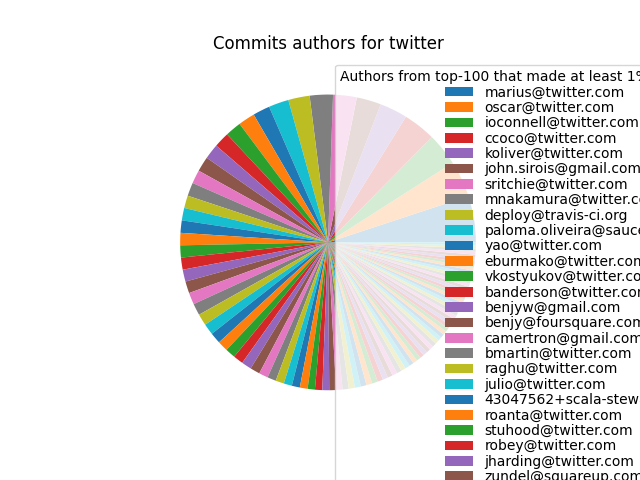 Commits authors for twitter
Authors from top-100 that made at least 1%
marius@twitter.com
oscar@twitter.com
ioconnell@twitter.com
ccoco@twitter.com
koliver@twitter.com
john.sirois@gmail.com
sritchie@twitter.com
mnakamura@twitter.co
deploy@travis-ci.org
paloma.oliveira@sauce
yao@twitter.com
eburmako@twitter.com
vkostyukov@twitter.co
banderson@twitter.com
benjyw@gmail.com
benjy@foursquare.com
camertron@gmail.com
bmartin@twitter.com
raghu@twitter.com
julio@twitter.com
43047562+scala-stew
roanta@twitter.com
stuhood@twitter.com
robey@twitter.com
jharding@twitter.com
zundel@squareup.com